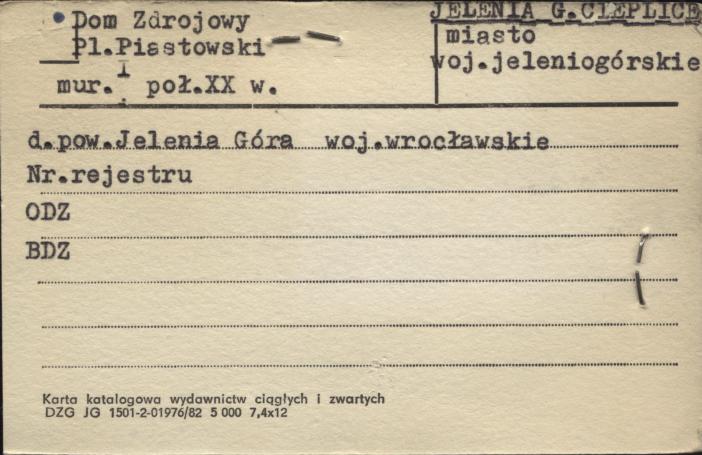 Dom Zdrojowy
Pl.Piastowski
mur. I poł.XX w.
JELENIA G.CIEPLICE
miasto
woj.jeleniogórskie
d.pow.Jelenia Góra woj.wrocławskie
Nr.rejestru
ODZ
BDZ
Karta katalogowa wydawnictw ciągłych i zwartych
DZG JG 1501-2-01976/82 5 000 7,4x12